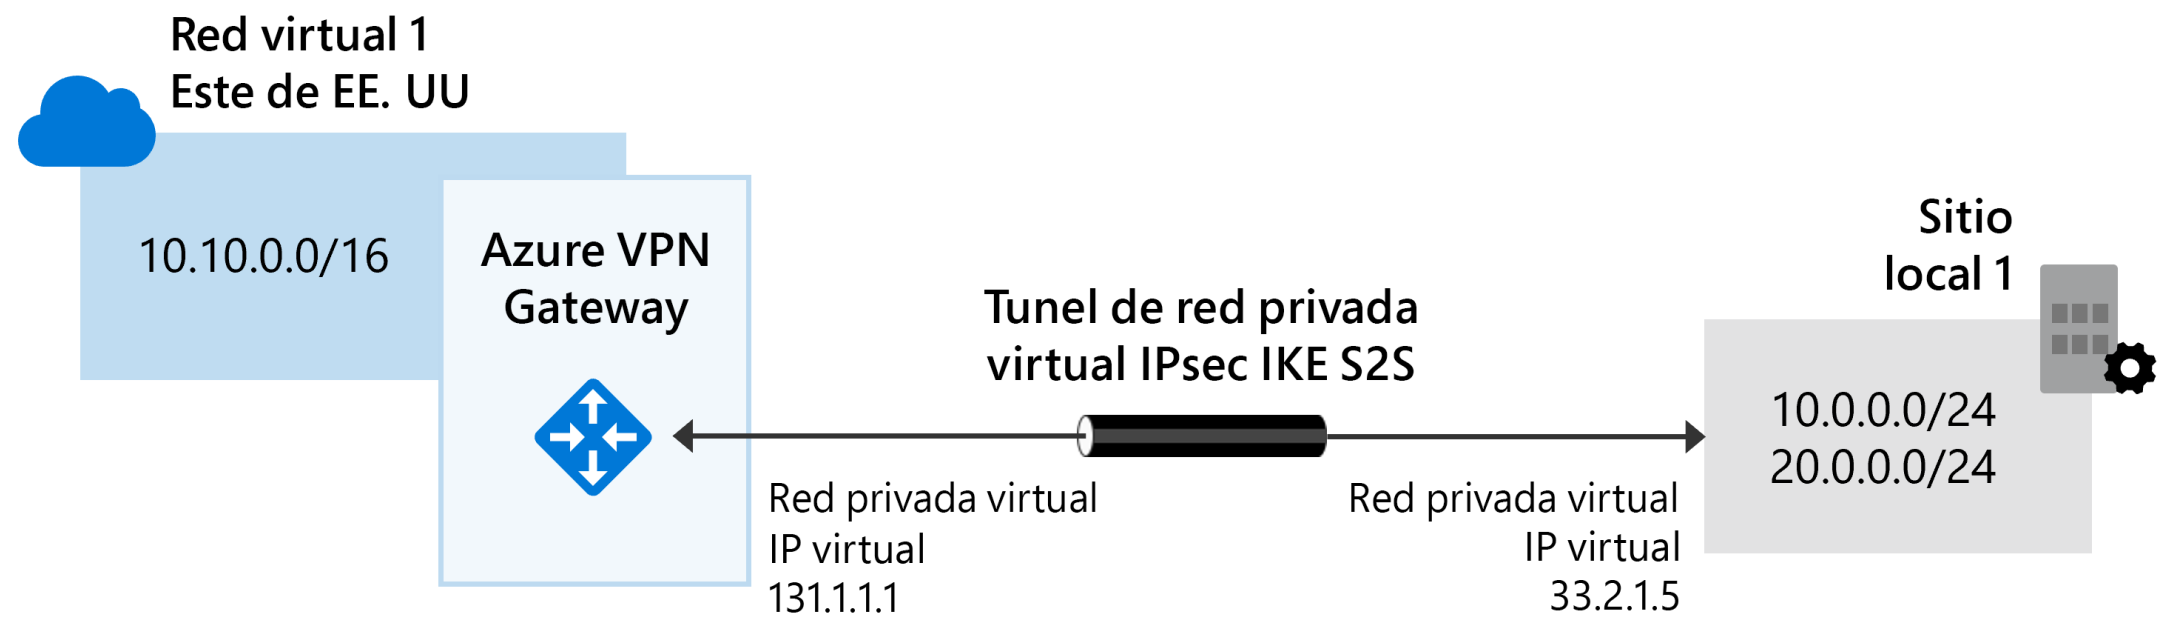 Red virtual 1
Este de EE. UU
10.10.0.0/16
Azure VPN
Gateway
Tunel de red privada
virtual IPsec IKE S2S
Red privada virtual
IP virtual
131.1.1.1
Red privada virtual
IP virtual
33.2.1.5
Sitio
local 1
10.0.0.0/24
20.0.0.0/24